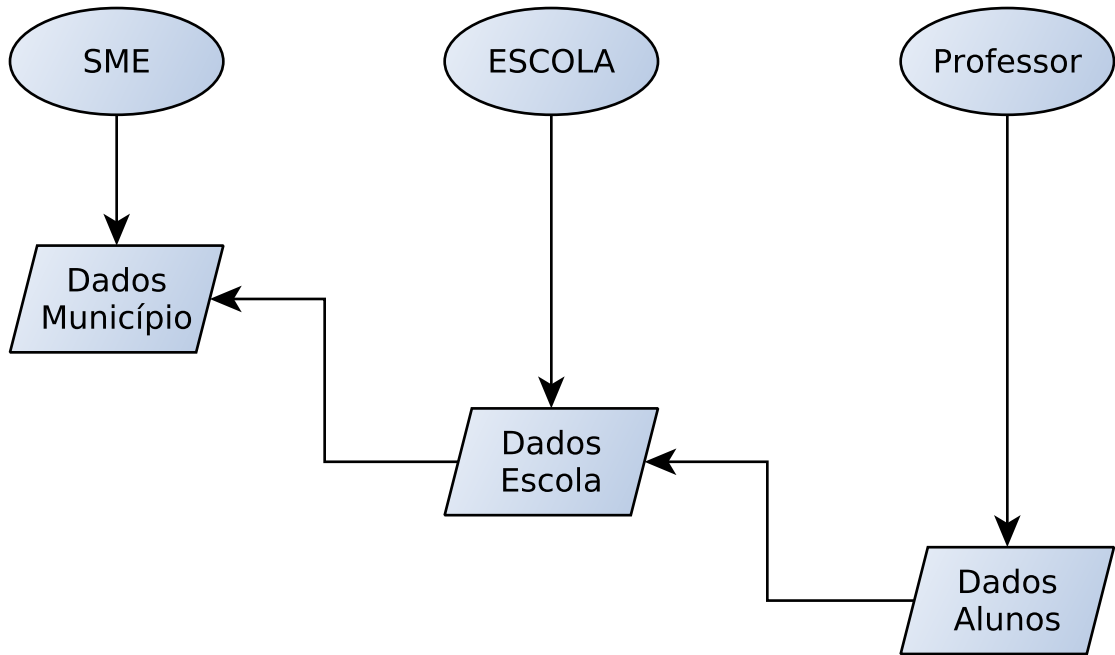 SME
ESCOLA
Professor
Dados
Município
Dados
Escola
Dados
Alunos